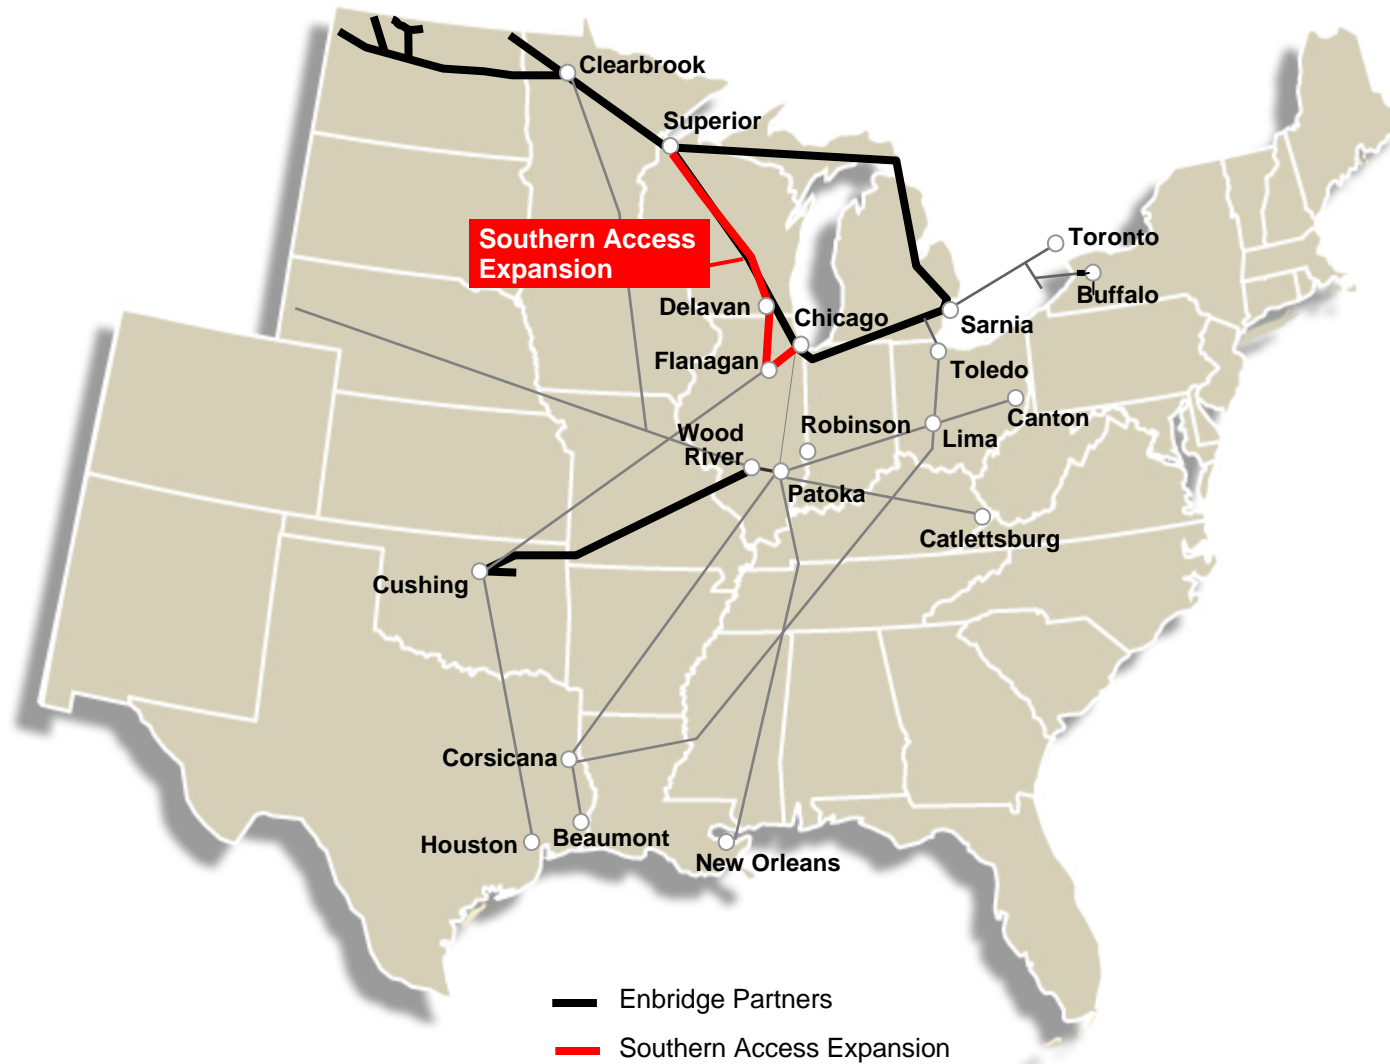 Clearbrook
Superior
Southern Access
Expansion
Toronto
Buffalo
Delavan
Chicago
Sarnia
Flanagan
Toledo
Canton
Robinson
Lima
Wood
River
Patoka
Catlettsburg
Cushing
Corsicana
Houston
Beaumont
New Orleans
Enbridge Partners
Southern Access Expansion